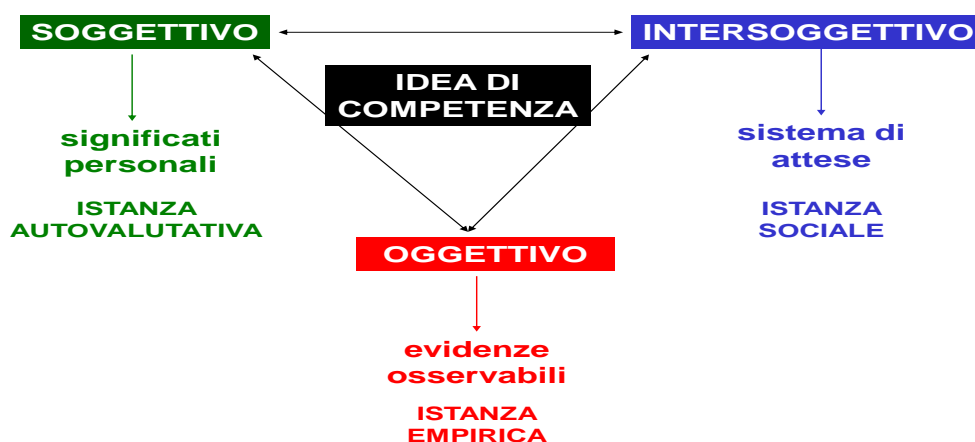 SOGGETTIVO
INTERSOGGETTIVO
IDEA DI
COMPETENZA
significati
personali
ISTANZA
AUTOVALUTATIVA
sistema di
attese
ISTANZA
SOCIALE
OGGETTIVO
evidenze
osservabili
ISTANZA
EMPIRICA